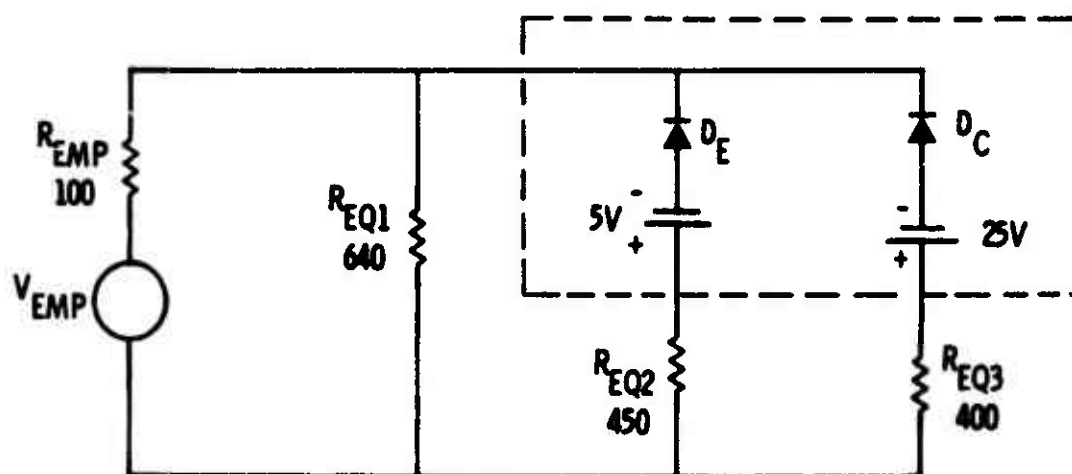 R_EMP
100
V_EMP
R_EQ1
640
D_E
-
5V
+
R_EQ2
450
D_C
-
25V
+
R_EQ3
400